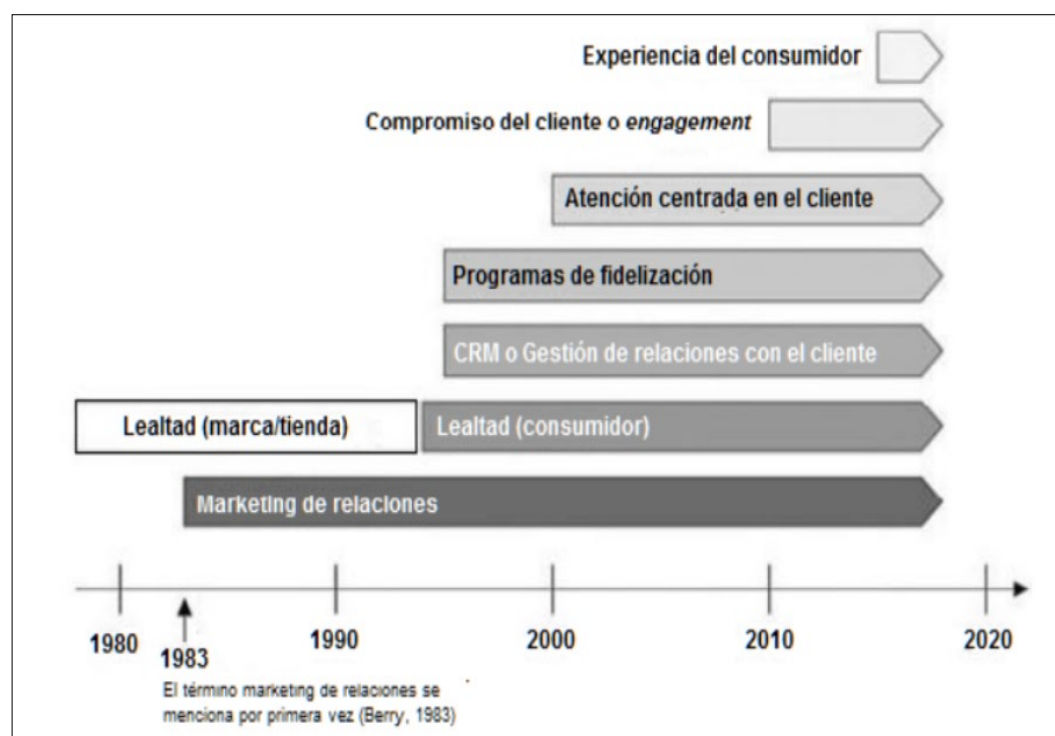 Experiencia del consumidor
Compromiso del cliente o engagement
Atención centrada en el cliente
Programas de fidelización
CRM o Gestión de relaciones con el cliente
Lealtad (marca/tienda)
Lealtad (consumidor)
Marketing de relaciones
1980
1983
1990
2000
2010
2020
El término marketing de relaciones se
menciona por primera vez (Berry, 1983)